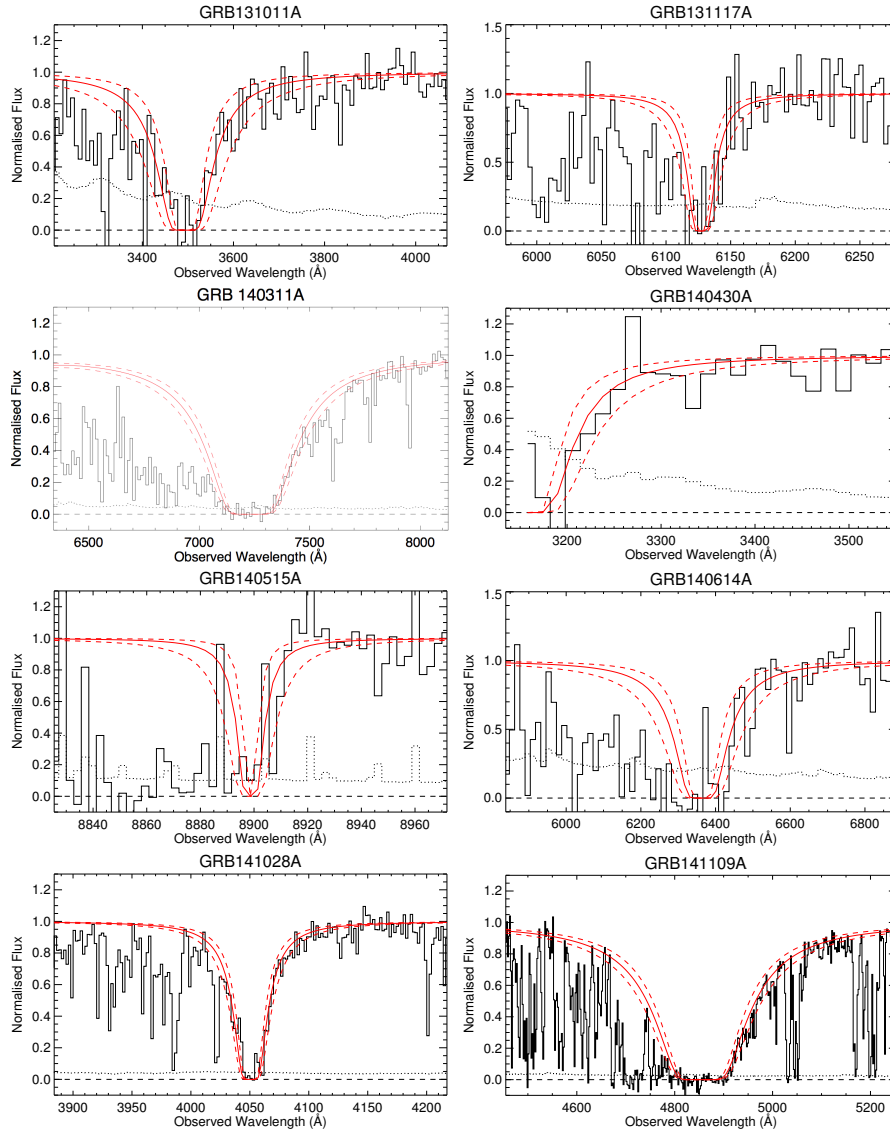 GRB131011A
Normalised Flux
1.2
1.0
0.8
0.6
0.4
0.2
0.0
3400 3600 3800 4000
Observed Wavelength (Å)
GRB131117A
Normalised Flux
1.5
1.0
0.5
0.0
6000 6050 6100 6150 6200 6250
Observed Wavelength (Å)
GRB 140311A
Normalised Flux
1.2
1.0
0.8
0.6
0.4
0.2
0.0
6500 7000 7500 8000
Observed Wavelength (Å)
GRB140430A
Normalised Flux
1.2
1.0
0.8
0.6
0.4
0.2
0.0
3200 3300 3400 3500
Observed Wavelength (Å)
GRB140515A
Normalised Flux
1.2
1.0
0.8
0.6
0.4
0.2
0.0
8840 8860 8880 8900 8920 8940 8960
Observed Wavelength (Å)
GRB140614A
Normalised Flux
1.5
1.0
0.5
0.0
6000 6200 6400 6600 6800
Observed Wavelength (Å)
GRB141028A
Normalised Flux
1.2
1.0
0.8
0.6
0.4
0.2
0.0
3900 3950 4000 4050 4100 4150 4200
Observed Wavelength (Å)
GRB141109A
Normalised Flux
1.2
1.0
0.8
0.6
0.4
0.2
0.0
4600 4800 5000 5200
Observed Wavelength (Å)